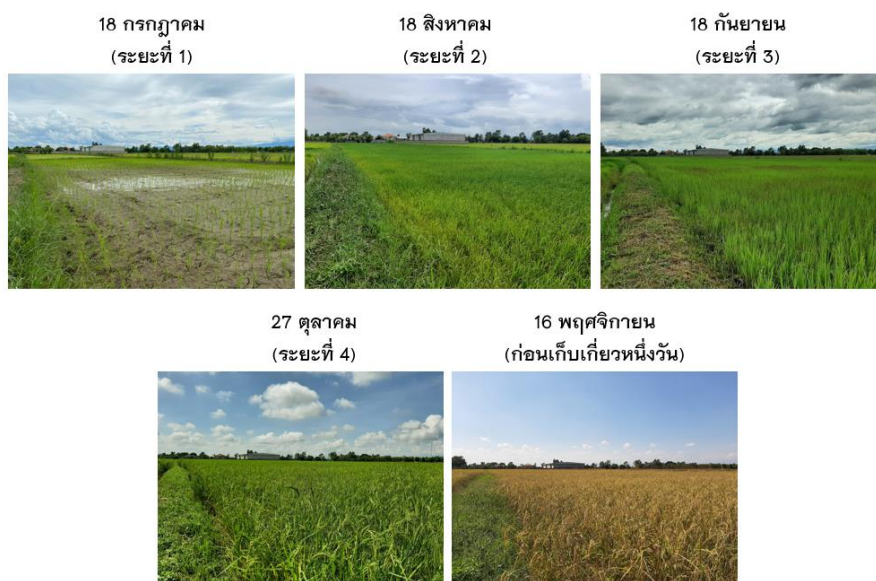 18 กรกฎาคม
(ระยะที่ 1)
18 สิงหาคม
(ระยะที่ 2)
18 กันยายน
(ระยะที่ 3)
27 ตุลาคม
(ระยะที่ 4)
16 พฤศจิกายน
(ก่อนเก็บเกี่ยวหนึ่งวัน)